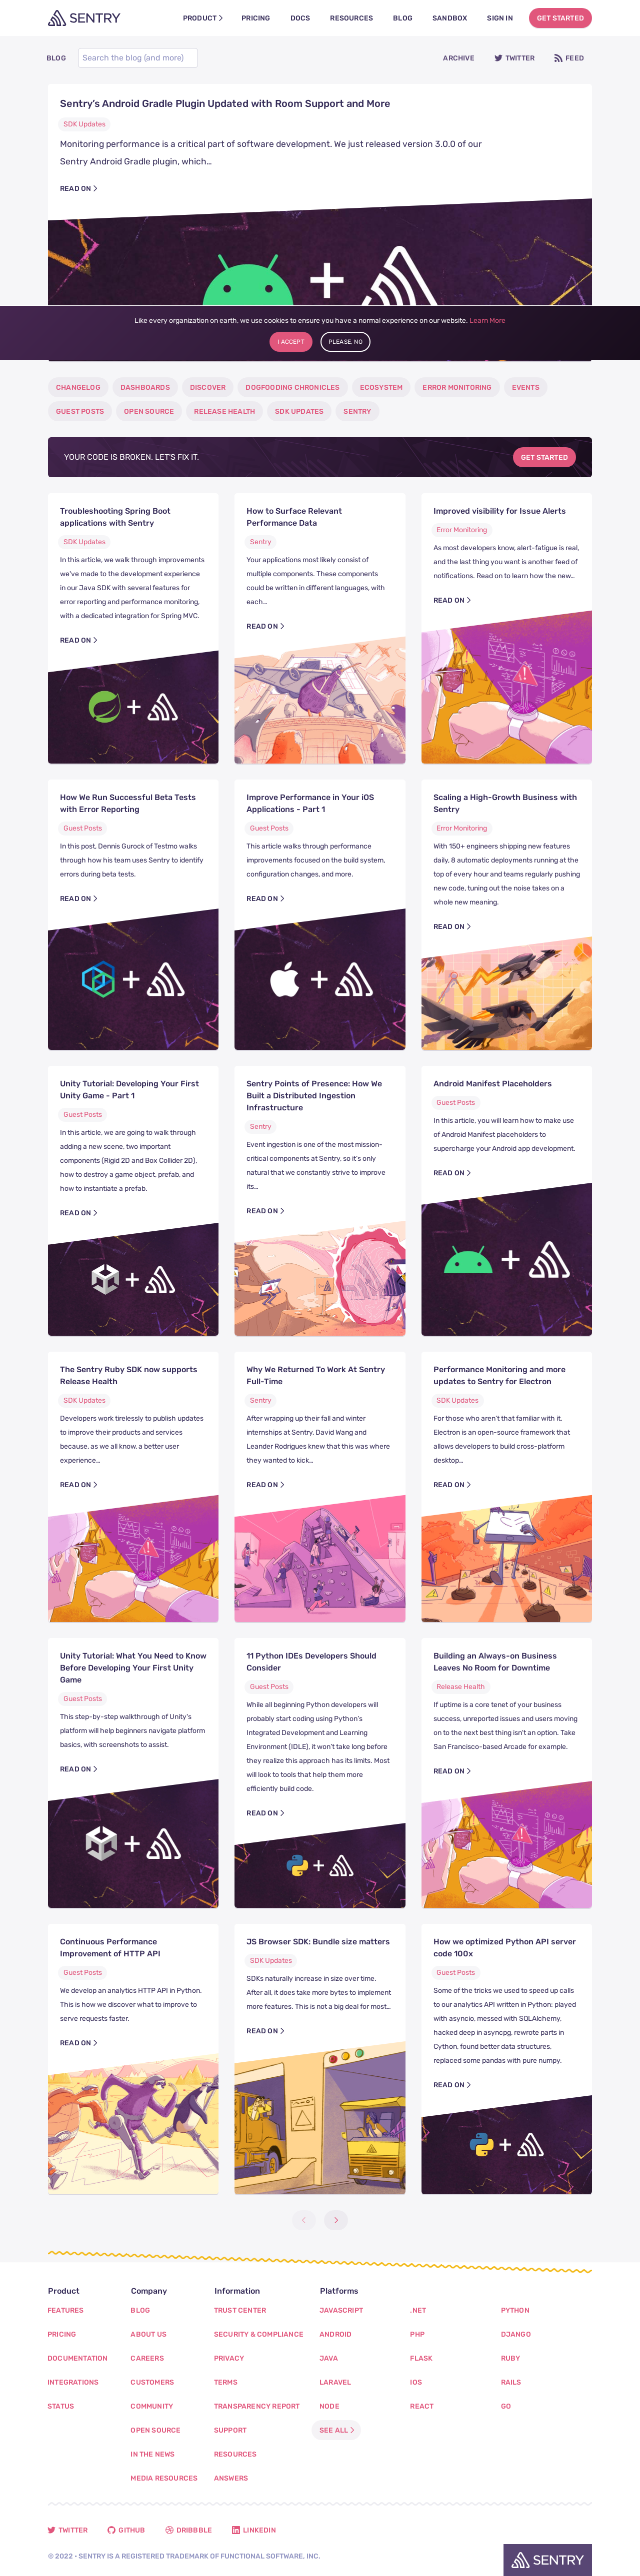 SENTRY
PRODUCT
PRICING
DOCS
RESOURCES
BLOG
SANDBOX
SIGN IN
GET STARTED
BLOG
Search the blog (and more)
ARCHIVE
TWITTER
FEED
Sentry's Android Gradle Plugin Updated with Room Support and More
SDK Updates
Monitoring performance is a critical part of software development. We just released version 3.0.0 of our
Sentry Android Gradle plugin, which...
READ ON
Like every organization on earth, we use cookies to ensure you have a normal experience on our website. Learn More
I ACCEPT
PLEASE, NO
CHANGELOG
DASHBOARDS
DISCOVER
DOGFOODING CHRONICLES
ECOSYSTEM
ERROR MONITORING
EVENTS
GUEST POSTS
OPEN SOURCE
RELEASE HEALTH
SDK UPDATES
SENTRY
YOUR CODE IS BROKEN. LET'S FIX IT.
GET STARTED
Troubleshooting Spring Boot
applications with Sentry
SDK Updates
In this article, we walk through improvements
we've made to the development experience
in our Java SDK with several features for
error reporting and performance monitoring,
with a dedicated integration for Spring MVC.
READ ON
How to Surface Relevant
Performance Data
Sentry
Your applications most likely consist of
multiple components. These components
could be written in different languages, with
each...
READ ON
Improved visibility for Issue Alerts
Error Monitoring
As most developers know, alert-fatigue is real,
and the last thing you want is another feed of
notifications. Read on to learn how the new...
READ ON
How We Run Successful Beta Tests
with Error Reporting
Guest Posts
In this post, Dennis Gurock of Testmo walks
through how his team uses Sentry to identify
errors during beta tests.
READ ON
Improve Performance in Your iOS
Applications - Part 1
Guest Posts
This article walks through performance
improvements focused on the build system,
configuration changes, and more.
READ ON
Scaling a High-Growth Business with
Sentry
Error Monitoring
With 150+ engineers shipping new features
daily, 8 automatic deployments running at the
top of every hour and teams regularly pushing
new code, tuning out the noise takes on a
whole new meaning.
READ ON
Unity Tutorial: Developing Your First
Unity Game - Part 1
Guest Posts
In this article, we are going to walk through
adding a new scene, two important
components (Rigid 2D and Box Collider 2D),
how to destroy a game object, prefab, and
how to instantiate a prefab.
READ ON
Sentry Points of Presence: How We
Built a Distributed Ingestion
Infrastructure
Sentry
Event ingestion is one of the most mission-
critical components at Sentry, so it's only
natural that we constantly strive to improve
its...
READ ON
Android Manifest Placeholders
Guest Posts
In this article, you will learn how to make use
of Android Manifest placeholders to
supercharge your Android app development.
READ ON
The Sentry Ruby SDK now supports
Release Health
SDK Updates
Developers work tirelessly to publish updates
to improve their products and services
because, as we all know, a better user
experience...
READ ON
Why We Returned To Work At Sentry
Full-Time
Sentry
After wrapping up their fall and winter
internships at Sentry, David Wang and
Leander Rodrigues knew that this was where
they wanted to kick...
READ ON
Performance Monitoring and more
updates to Sentry for Electron
SDK Updates
For those who aren't that familiar with it,
Electron is an open-source framework that
allows developers to build cross-platform
desktop...
READ ON
Unity Tutorial: What You Need to Know
Before Developing Your First Unity
Game
Guest Posts
This step-by-step walkthrough of Unity's
platform will help beginners navigate platform
basics, with screenshots to assist.
READ ON
11 Python IDEs Developers Should
Consider
Guest Posts
While all beginning Python developers will
probably start coding using Python's
Integrated Development and Learning
Environment (IDLE), it won't take long before
they realize this approach has its limits. Most
will look to tools that help them more
efficiently build code.
READ ON
Building an Always-on Business
Leaves No Room for Downtime
Release Health
If uptime is a core tenet of your business
success, unreported issues and users moving
on to the next best thing isn't an option. Take
San Francisco-based Arcade for example.
READ ON
Continuous Performance
Improvement of HTTP API
Guest Posts
We develop an analytics HTTP API in Python.
This is how we discover what to improve to
serve requests faster.
READ ON
JS Browser SDK: Bundle size matters
SDK Updates
SDKs naturally increase in size over time.
After all, it does take more bytes to implement
more features. This is not a big deal for most...
READ ON
How we optimized Python API server
code 100x
Guest Posts
Some of the tricks we used to speed up calls
to our analytics API written in Python: played
with asyncio, messed with SQLAlchemy,
hacked deep in asyncpg, rewrote parts in
Cython, found better data structures,
replaced some pandas with pure numpy.
READ ON
Product
FEATURES
PRICING
DOCUMENTATION
INTEGRATIONS
STATUS
Company
BLOG
ABOUT US
CAREERS
CUSTOMERS
COMMUNITY
OPEN SOURCE
IN THE NEWS
MEDIA RESOURCES
Information
TRUST CENTER
SECURITY & COMPLIANCE
PRIVACY
TERMS
TRANSPARENCY REPORT
SUPPORT
RESOURCES
ANSWERS
Platforms
JAVASCRIPT
ANDROID
JAVA
LARAVEL
NODE
SEE ALL
.NET
PHP
FLASK
IOS
REACT
PYTHON
DJANGO
RUBY
RAILS
GO
TWITTER
GITHUB
DRIBBBLE
LINKEDIN
© 2022 • SENTRY IS A REGISTERED TRADEMARK OF FUNCTIONAL SOFTWARE, INC.
SENTRY